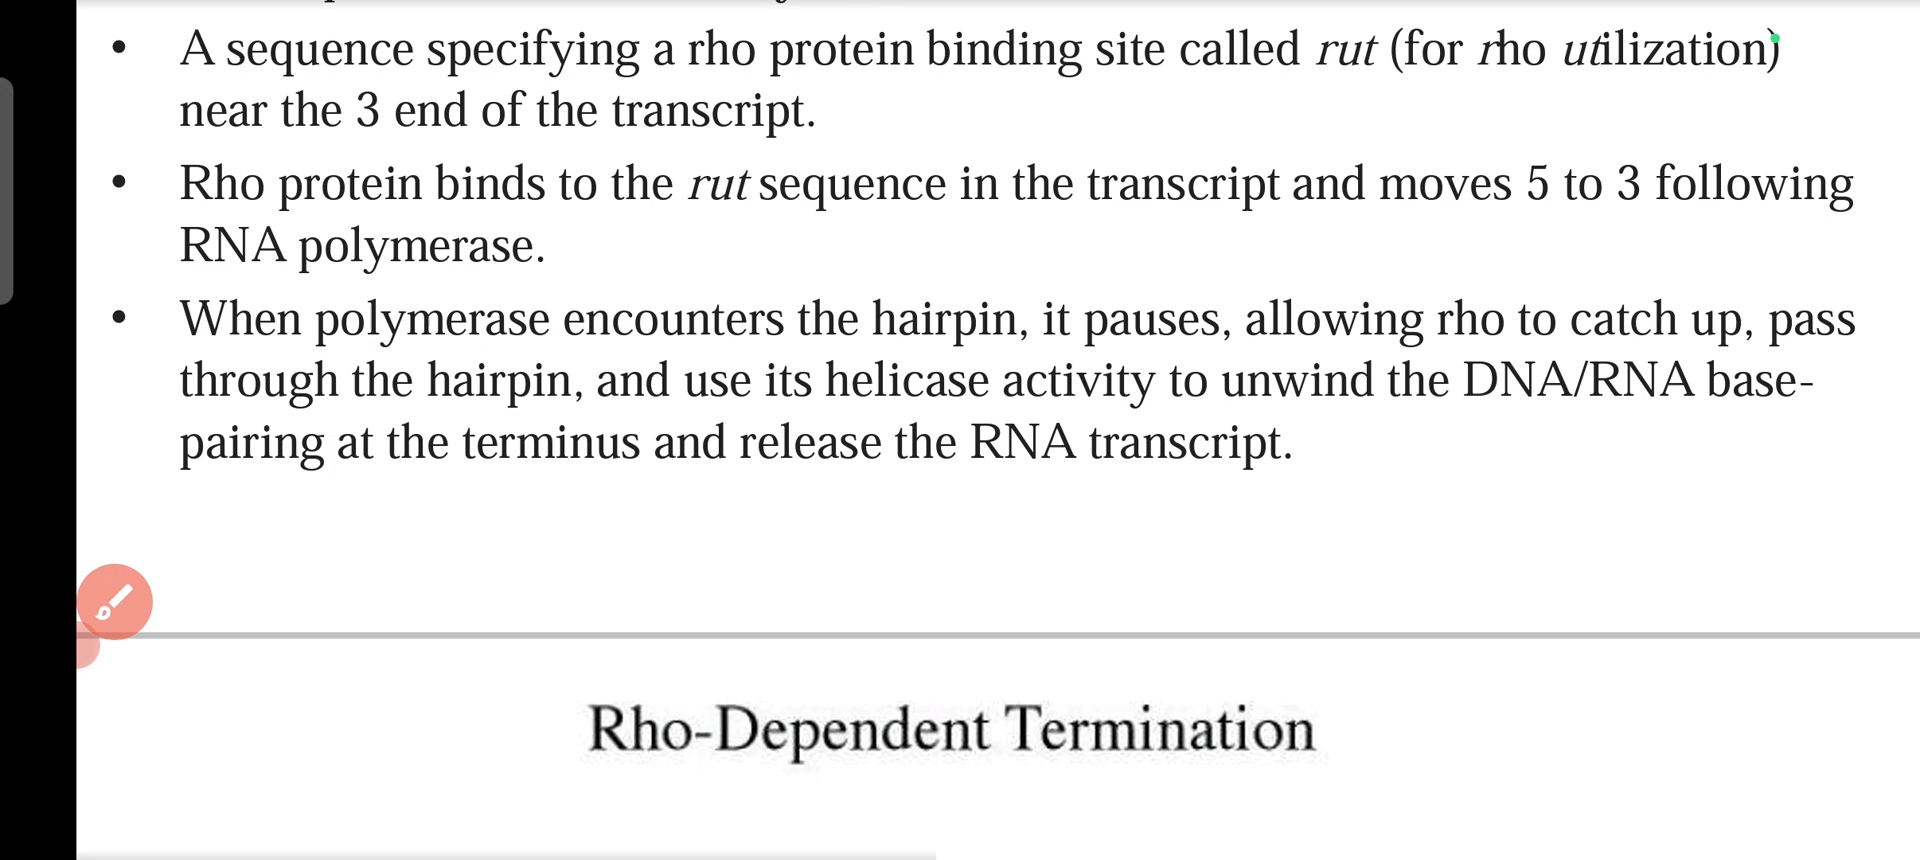 • A sequence specifying a rho protein binding site called rut (for rho utilization)
near the 3 end of the transcript.
• Rho protein binds to the rut sequence in the transcript and moves 5 to 3 following
RNA polymerase.
• When polymerase encounters the hairpin, it pauses, allowing rho to catch up, pass
through the hairpin, and use its helicase activity to unwind the DNA/RNA base-
pairing at the terminus and release the RNA transcript.
Rho-Dependent Termination